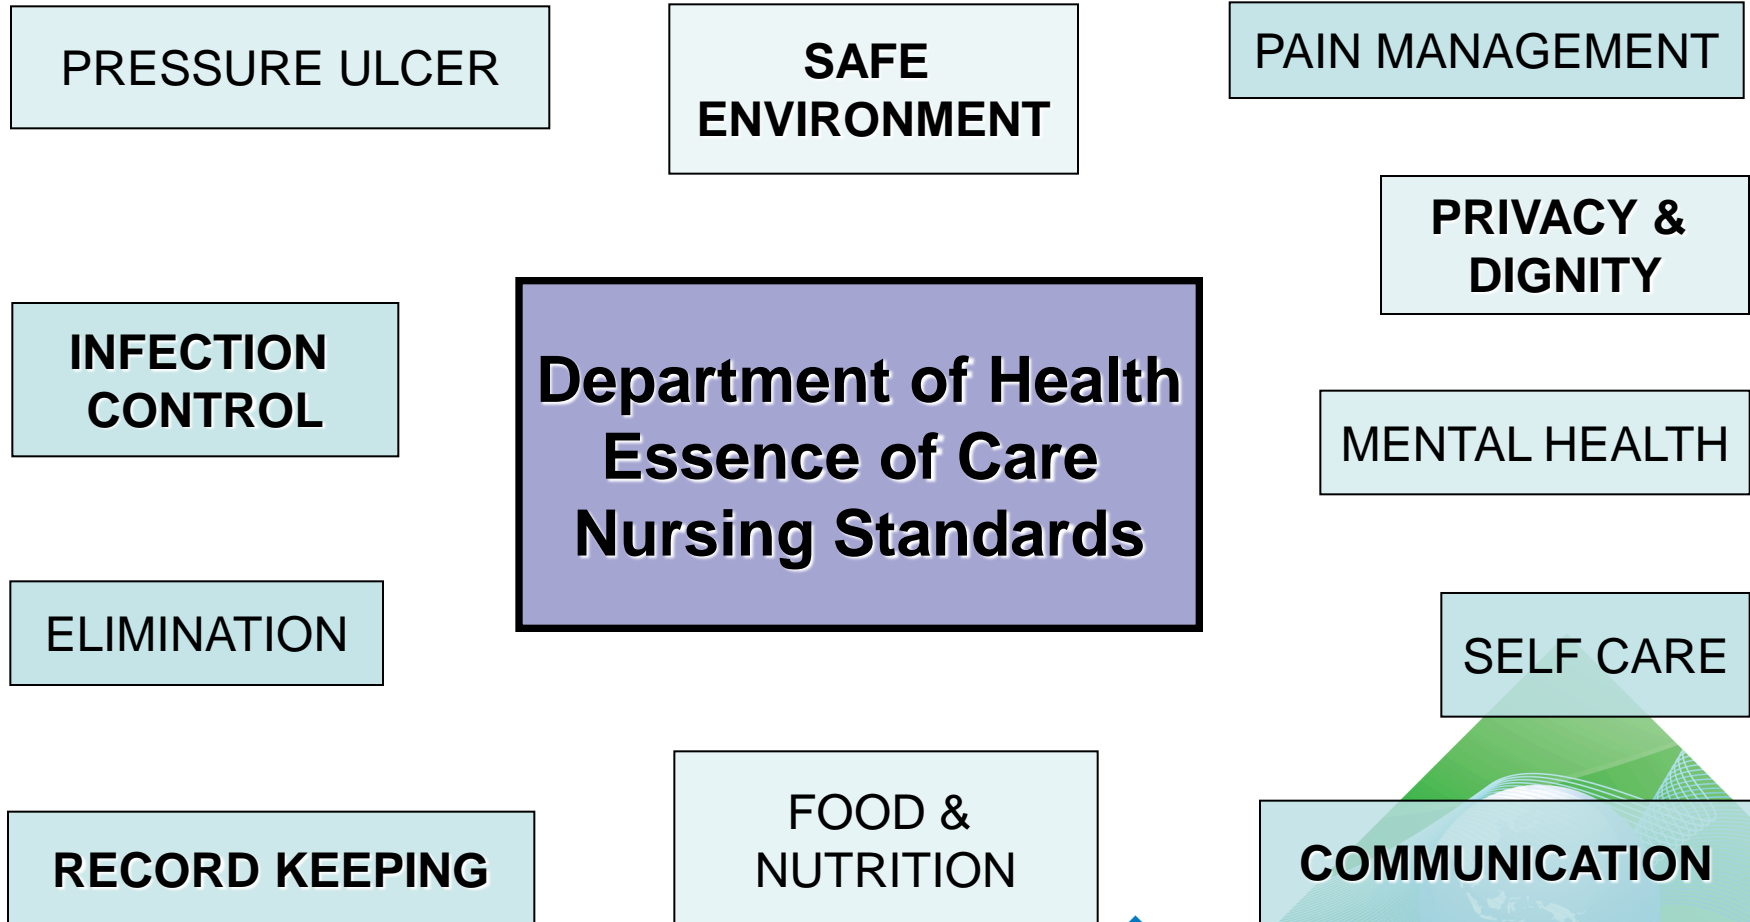 PRESSURE ULCER
SAFE
ENVIRONMENT
PAIN MANAGEMENT
PRIVACY &
DIGNITY
INFECTION
CONTROL
Department of Health
Essence of Care
Nursing Standards
MENTAL HEALTH
ELIMINATION
SELF CARE
RECORD KEEPING
FOOD &
NUTRITION
COMMUNICATION